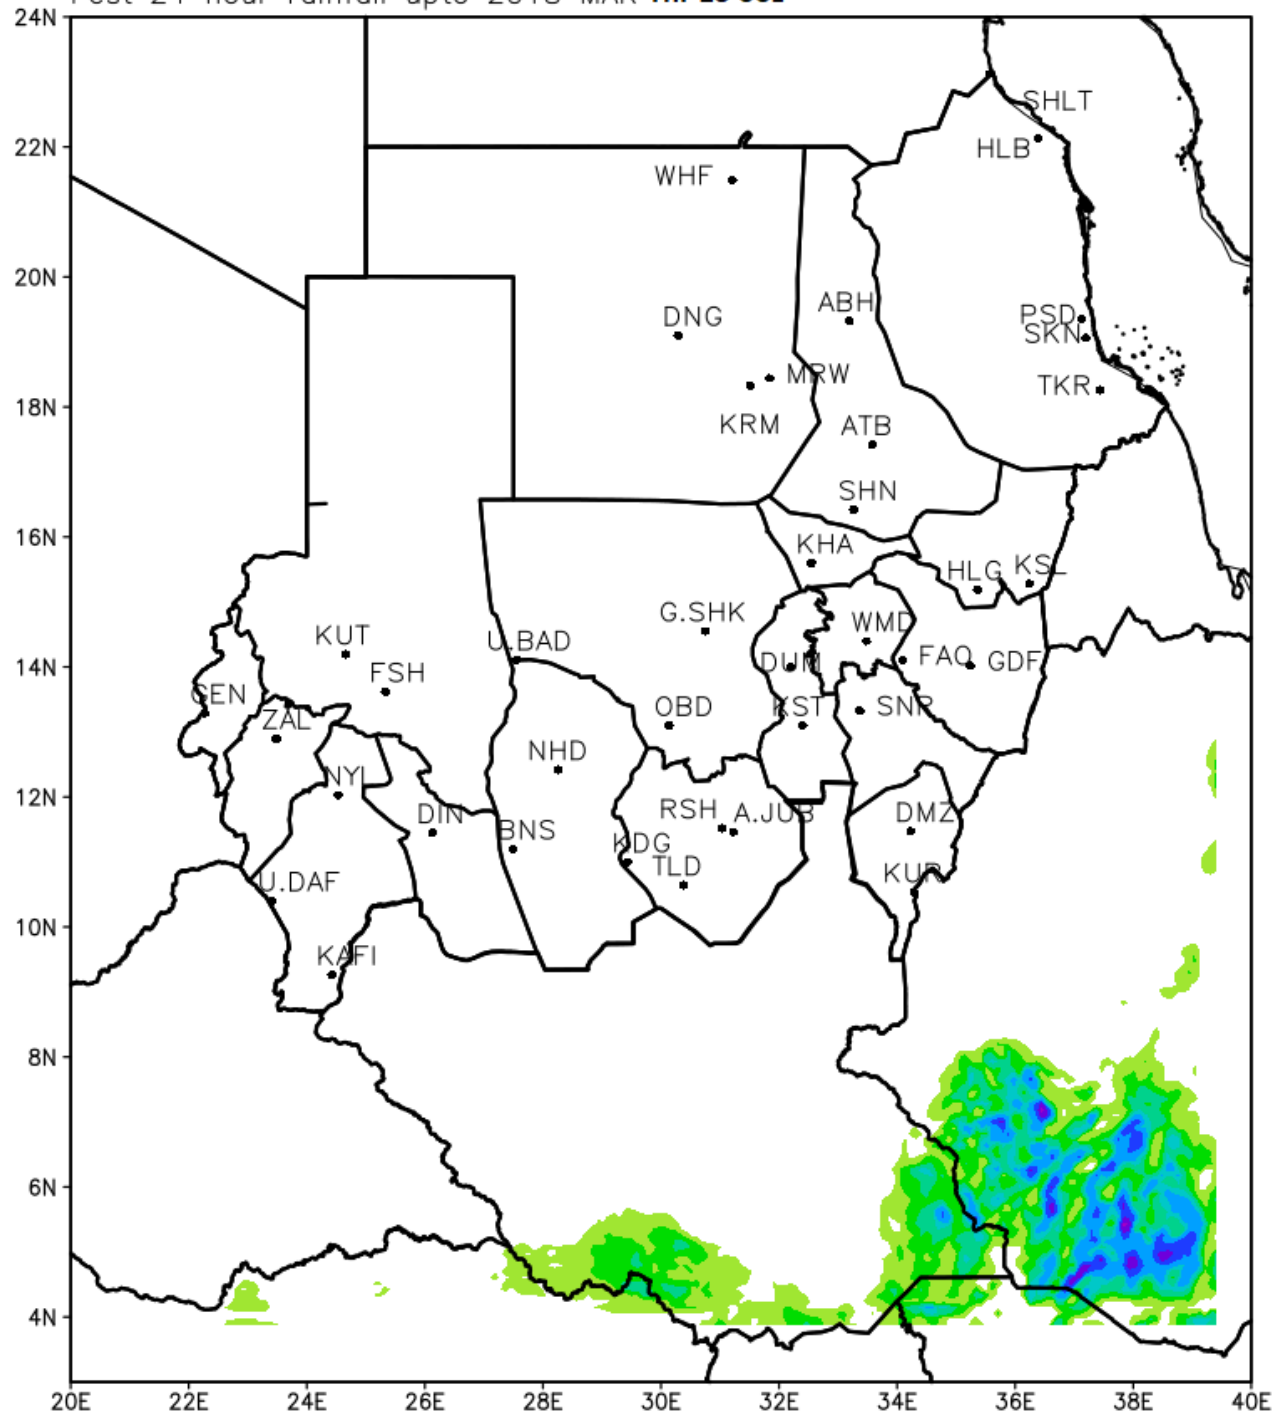 24N
SHLT
22N
HLB
WHF
20N
ABH
DNG
PSD
SKN
MRW
TKR
18N
KRM
ATB
SHN
16N
KHA
HLG
KSL
G.SHK
WMD
KUT
U.BAD
14N
FSH
DUM
FAO
GDF
GEN
OBD
KST
SNR
ZAL
NHD
NYL
12N
DIN
RSH
A.JUB
DMZ
BNS
KDG
TLD
KUR
U.DAF
10N
KAFI
8N
6N
4N
20E 22E 24E 26E 28E 30E 32E 34E 36E 38E 40E